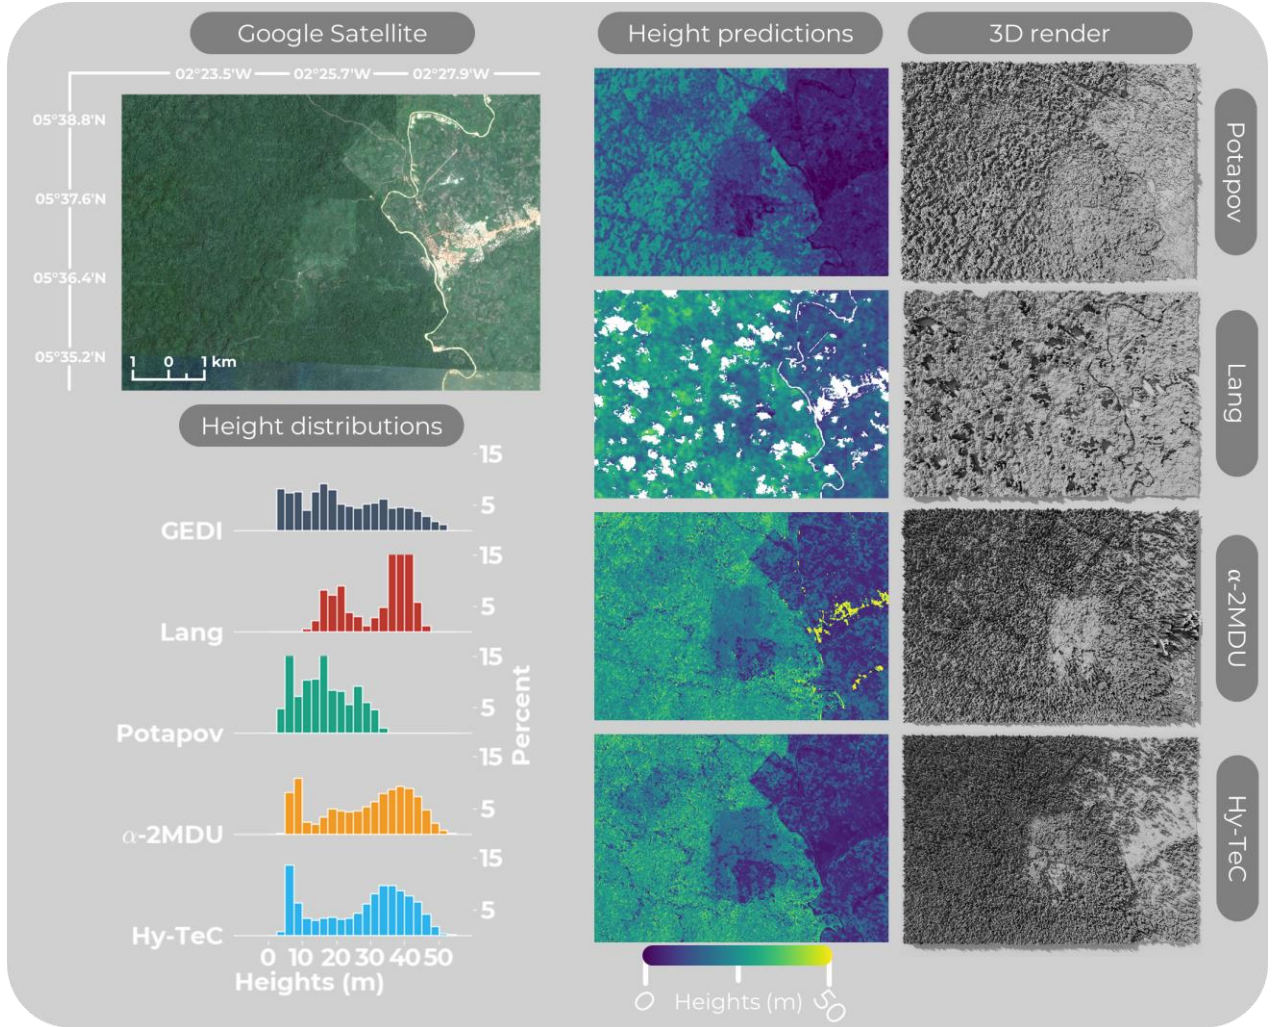 Google Satellite
02°23.5'W
02°25.7'W
02°27.9'W
05°38.8'N
05°37.6'N
05°36.4'N
05°35.2'N
1 0 1 km
Height distributions
15
5
GEDI
15
5
Lang
15
5
Potapov
15
5
α-2MDU
15
5
Hy-TeC
Percent
0 10 20 30 40 50
Heights (m)
Height predictions
3D render
Potapov
Lang
α-2MDU
Hy-TeC
0 Heights (m) 50